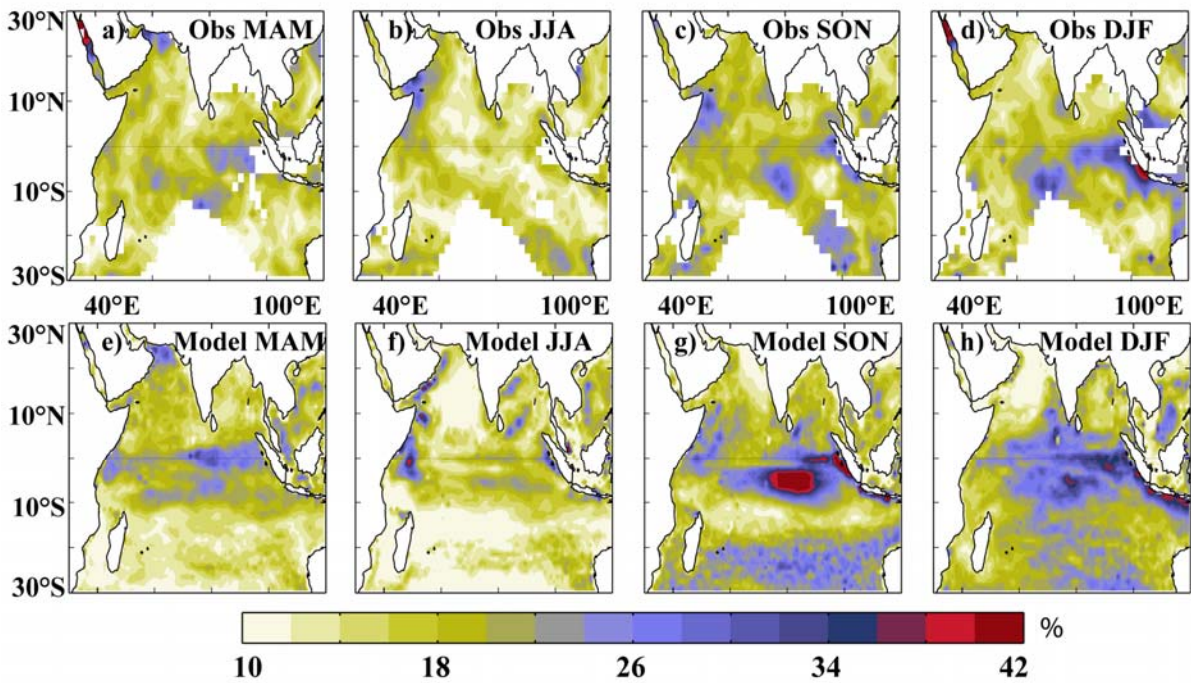 30°N a) Obs MAM b) Obs JJA c) Obs SON d) Obs DJF
10°N
10°S
30°S
40°E 100°E 40°E 100°E 40°E 100°E 40°E 100°E
30°N e) Model MAM f) Model JJA g) Model SON h) Model DJF
10°N
10°S
30°S
%
10 18 26 34 42